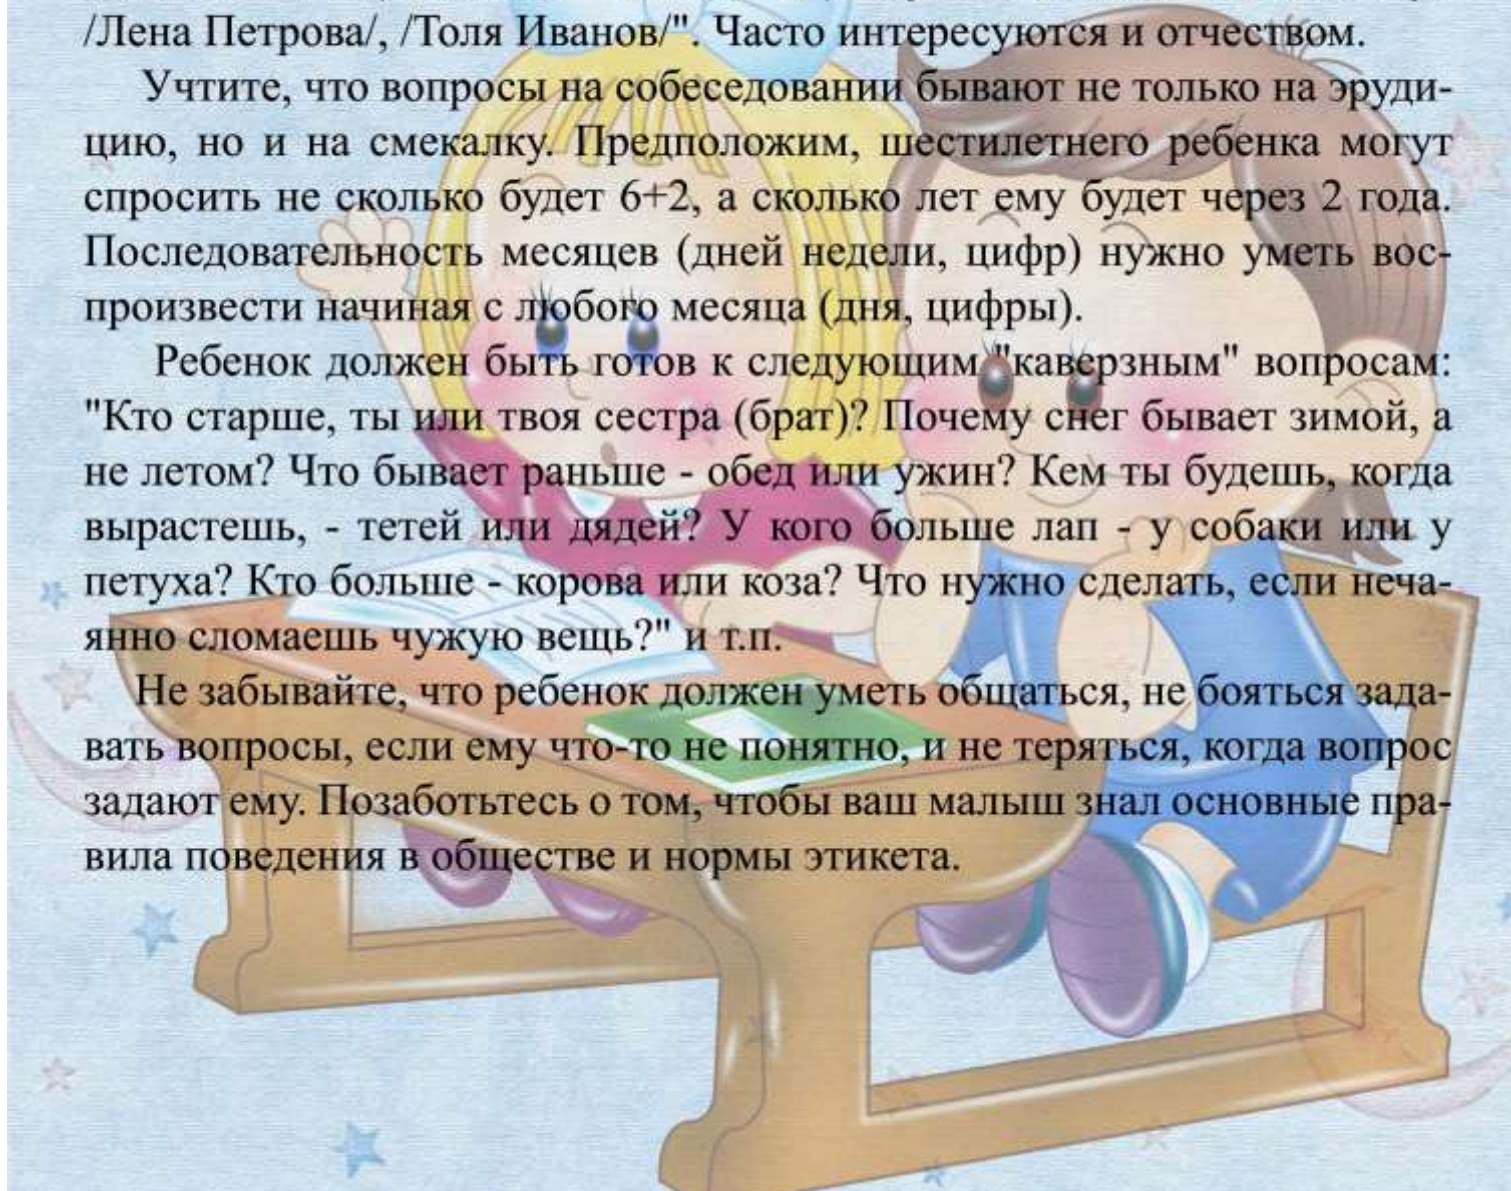 /Лена Петрова/, /Толя Иванов/". Часто интересуются и отчеством.
Учтите, что вопросы на собеседовании бывают не только на эруди-
цию, но и на смекалку. Предположим, шестилетнего ребенка могут
спросить не сколько будет 6+2, а сколько лет ему будет через 2 года.
Последовательность месяцев (дней недели, цифр) нужно уметь вос-
произвести начиная с любого месяца (дня, цифры).
Ребенок должен быть готов к следующим "каверзным" вопросам:
"Кто старше, ты или твоя сестра (брат)? Почему снег бывает зимой, а
не летом? Что бывает раньше - обед или ужин? Кем ты будешь, когда
вырастешь, - тетей или дядей? У кого больше лап - у собаки или у
петуха? Кто больше - корова или коза? Что нужно сделать, если неча-
янно сломаешь чужую вещь?" и т.п.
Не забывайте, что ребенок должен уметь общаться, не бояться зада-
вать вопросы, если ему что-то не понятно, и не теряться, когда вопрос
задают ему. Позаботьтесь о том, чтобы ваш малыш знал основные пра-
вила поведения в обществе и нормы этикета.